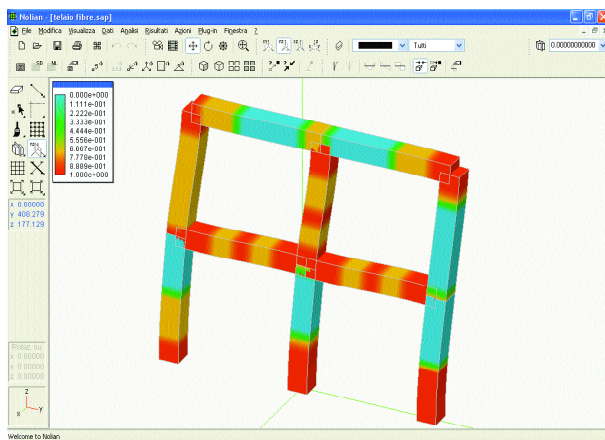 Nolian - [telaio fibre.sap]
File Modifica Visualizza Dati Analisi Risultati Azioni Plug-in Finestra ?
Tutti
0.00000000000
0.000e+000
1.111e-001
2.222e-001
3.333e-001
4.444e-001
5.556e-001
6.667e-001
7.778e-001
8.889e-001
1.000e+000
x 0.00000
y 408.279
z 177.129
Rotaz. su
x 0.00000
y 0.00000
z 0.00000
z
y
x
Welcome to Nolian